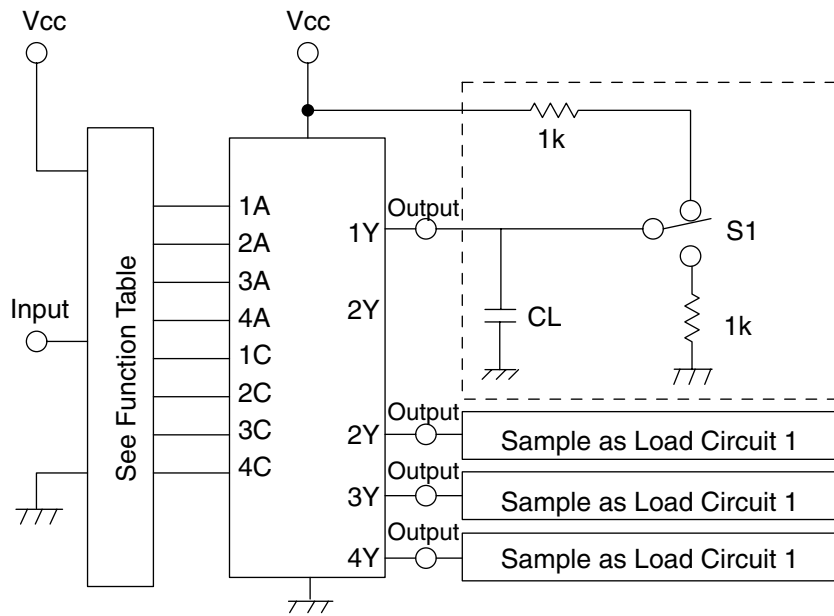 Vcc
Vcc
1k
Output
1A
1Y
S1
2A
3A
2Y
Input
4A
CL
1k
See Function Table
1C
2C
Output
3C
2Y
Sample as Load Circuit 1
4C
Output
3Y
Sample as Load Circuit 1
Output
4Y
Sample as Load Circuit 1